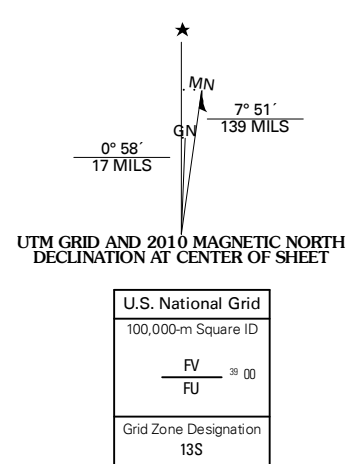 ★
MN
7° 51´
139 MILS
GN
0° 58´
17 MILS
UTM GRID AND 2010 MAGNETIC NORTH
DECLINATION AT CENTER OF SHEET
U.S. National Grid
100,000-m Square ID
FV
39 00
FU
Grid Zone Designation
13S